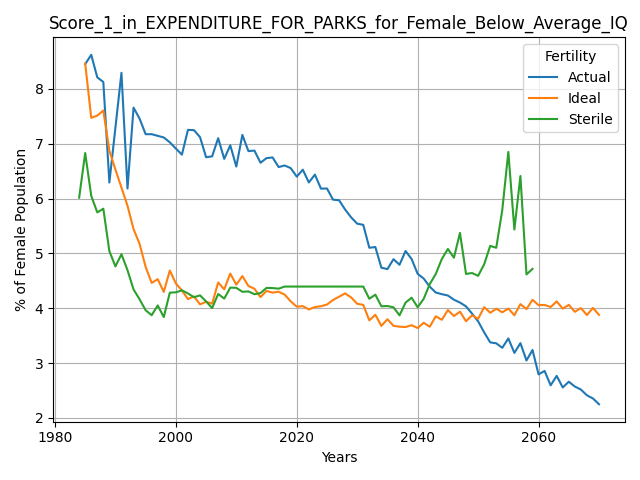 Score_1_in_EXPENDITURE_FOR_PARKS_for_Female_Below_Average_IQ
Fertility
Actual
Ideal
Sterile
% of Female Population
8
7
6
5
4
3
2
1980
2000
2020
2040
2060
Years